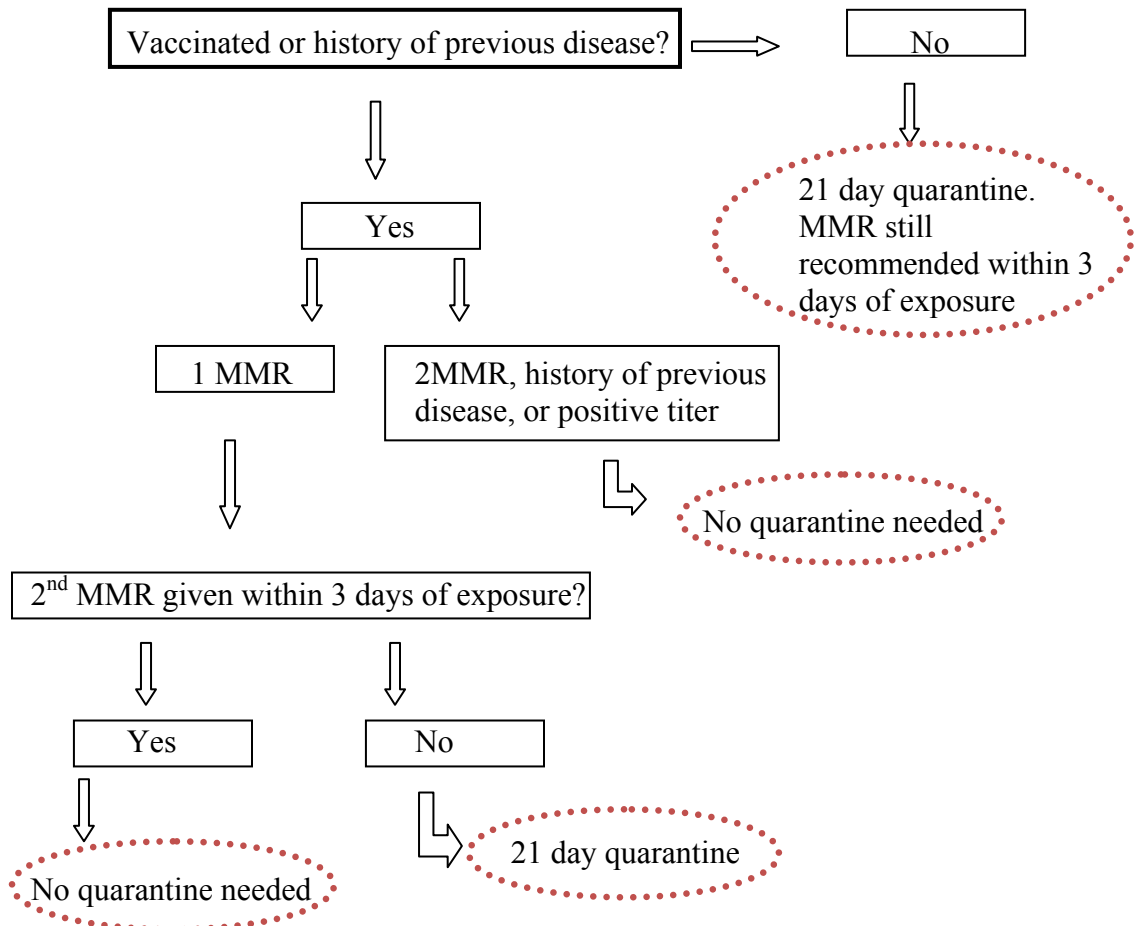 Vaccinated or history of previous disease?
No
21 day quarantine.
MMR still
recommended within 3
days of exposure
Yes
1 MMR
2MMR, history of previous
disease, or positive titer
No quarantine needed
2nd MMR given within 3 days of exposure?
Yes
No
21 day quarantine
No quarantine needed